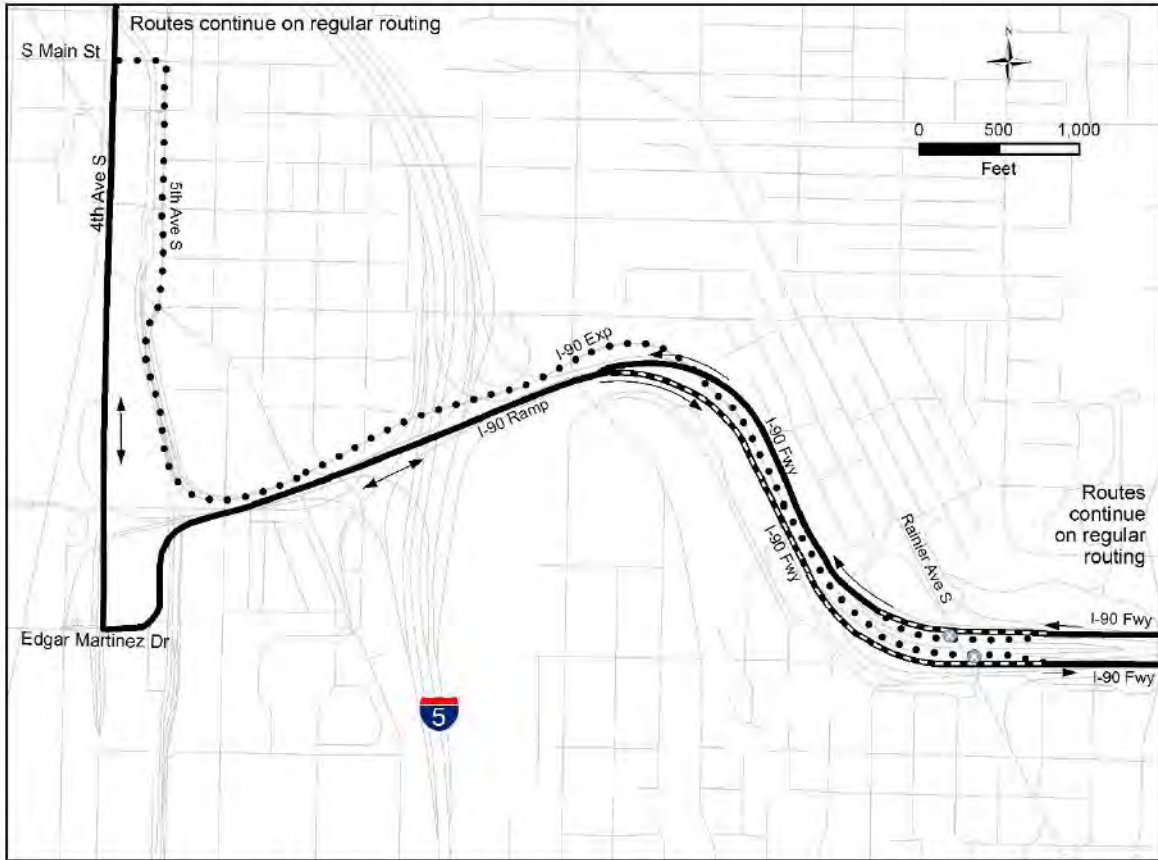 Routes continue on regular routing
S Main St
N
0 500 1,000
Feet
4th Ave S
5th Ave S
I-90 Exp
I-90 Ramp
I-90 Fwy
I-90 Fwy
Rainier Ave S
Routes
continue
on regular
routing
I-90 Fwy
I-90 Fwy
Edgar Martinez Dr
5